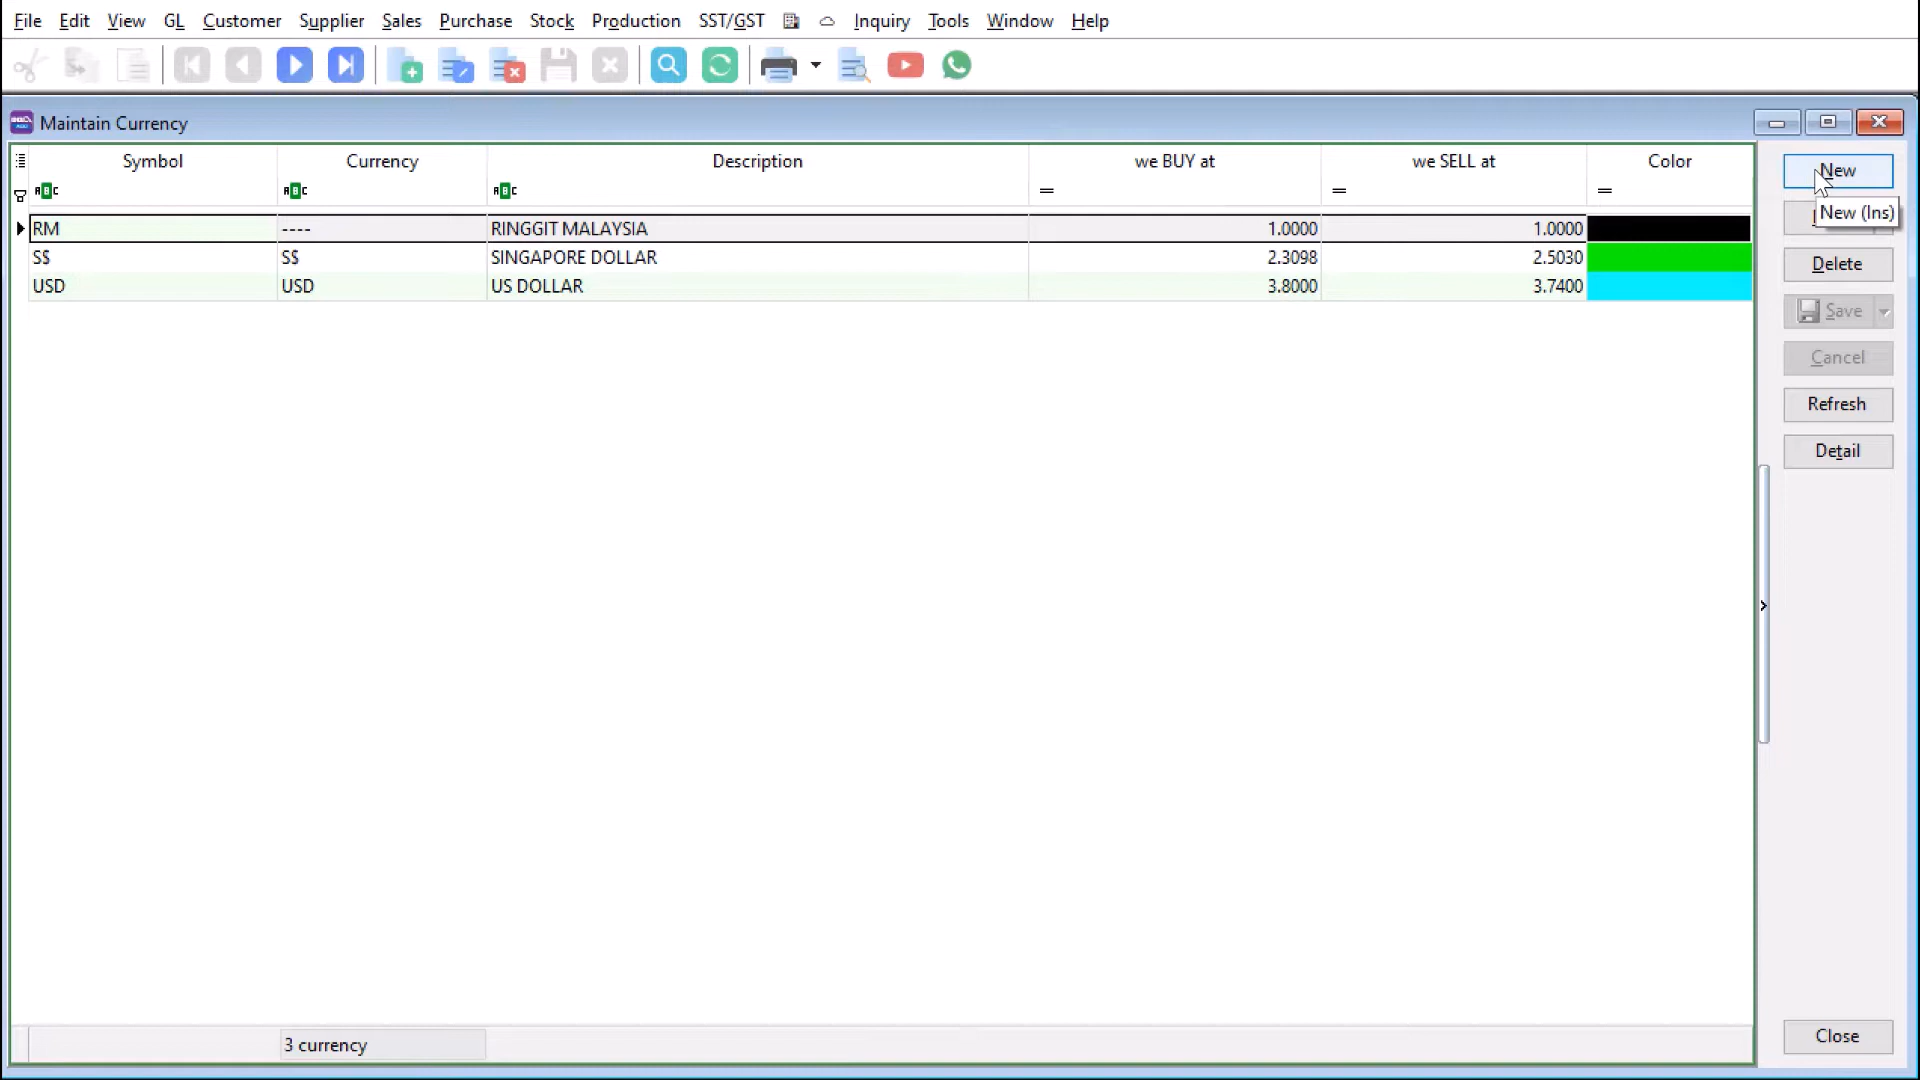 File Edit View GL Customer Supplier Sales Purchase Stock Production SST/GST Inquiry Tools Window Help
Maintain Currency
Symbol Currency Description we BUY at we SELL at Color
ABC ABC ABC = = =
RM ---- RINGGIT MALAYSIA 1.0000 1.0000
S$ S$ SINGAPORE DOLLAR 2.3098 2.5030
USD USD US DOLLAR 3.8000 3.7400
New
New (Ins)
Delete
Save
Cancel
Refresh
Detail
3 currency
Close